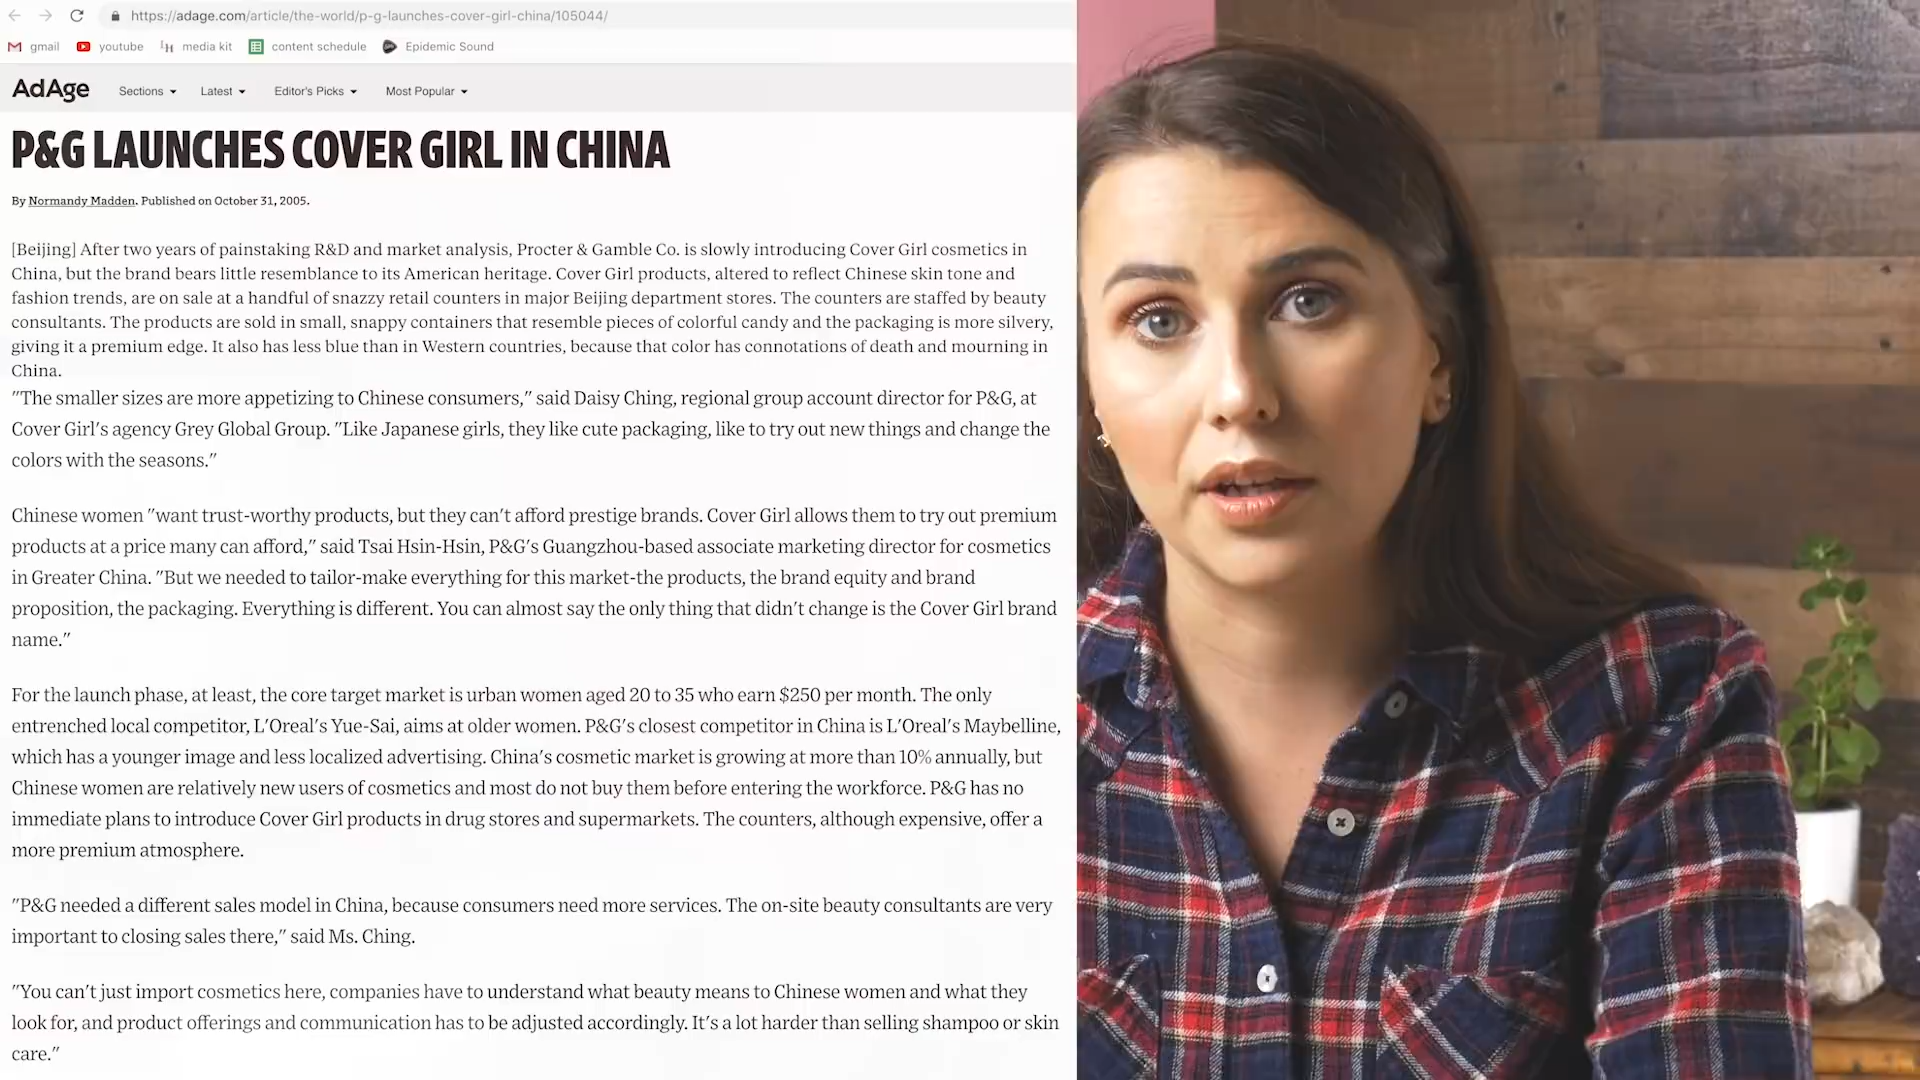 https://adage.com/article/the-world/p-g-launches-cover-girl-china/105044/
gmail
youtube
media kit
content schedule
Epidemic Sound
AdAge
Sections
Latest
Editor's Picks
Most Popular
P&G LAUNCHES COVER GIRL IN CHINA
By Normandy Madden. Published on October 31, 2005.
[Beijing] After two years of painstaking R&D and market analysis, Procter & Gamble Co. is slowly introducing Cover Girl cosmetics in
China, but the brand bears little resemblance to its American heritage. Cover Girl products, altered to reflect Chinese skin tone and
fashion trends, are on sale at a handful of snazzy retail counters in major Beijing department stores. The counters are staffed by beauty
consultants. The products are sold in small, snappy containers that resemble pieces of colorful candy and the packaging is more silvery,
giving it a premium edge. It also has less blue than in Western countries, because that color has connotations of death and mourning in
China.
"The smaller sizes are more appetizing to Chinese consumers," said Daisy Ching, regional group account director for P&G, at
Cover Girl's agency Grey Global Group. "Like Japanese girls, they like cute packaging, like to try out new things and change the
colors with the seasons."
Chinese women "want trust-worthy products, but they can't afford prestige brands. Cover Girl allows them to try out premium
products at a price many can afford," said Tsai Hsin-Hsin, P&G's Guangzhou-based associate marketing director for cosmetics
in Greater China. "But we needed to tailor-make everything for this market-the products, the brand equity and brand
proposition, the packaging. Everything is different. You can almost say the only thing that didn't change is the Cover Girl brand
name."
For the launch phase, at least, the core target market is urban women aged 20 to 35 who earn $250 per month. The only
entrenched local competitor, L'Oreal's Yue-Sai, aims at older women. P&G's closest competitor in China is L'Oreal's Maybelline,
which has a younger image and less localized advertising. China's cosmetic market is growing at more than 10% annually, but
Chinese women are relatively new users of cosmetics and most do not buy them before entering the workforce. P&G has no
immediate plans to introduce Cover Girl products in drug stores and supermarkets. The counters, although expensive, offer a
more premium atmosphere.
"P&G needed a different sales model in China, because consumers need more services. The on-site beauty consultants are very
important to closing sales there," said Ms. Ching.
"You can't just import cosmetics here, companies have to understand what beauty means to Chinese women and what they
look for, and product offerings and communication has to be adjusted accordingly. It's a lot harder than selling shampoo or skin
care."